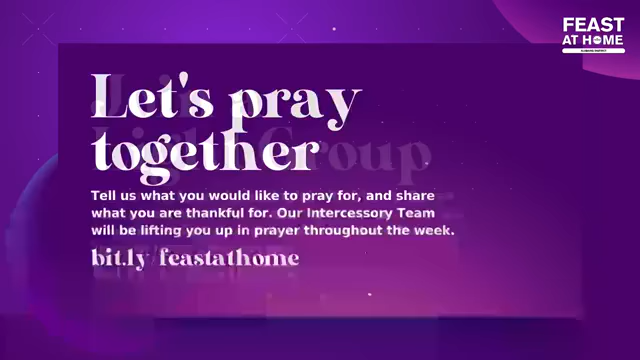 FEAST
AT HOME
Let's pray
together
Tell us what you would like to pray for, and share
what you are thankful for. Our Intercessory Team
will be lifting you up in prayer throughout the week.
bit.ly/feastathome